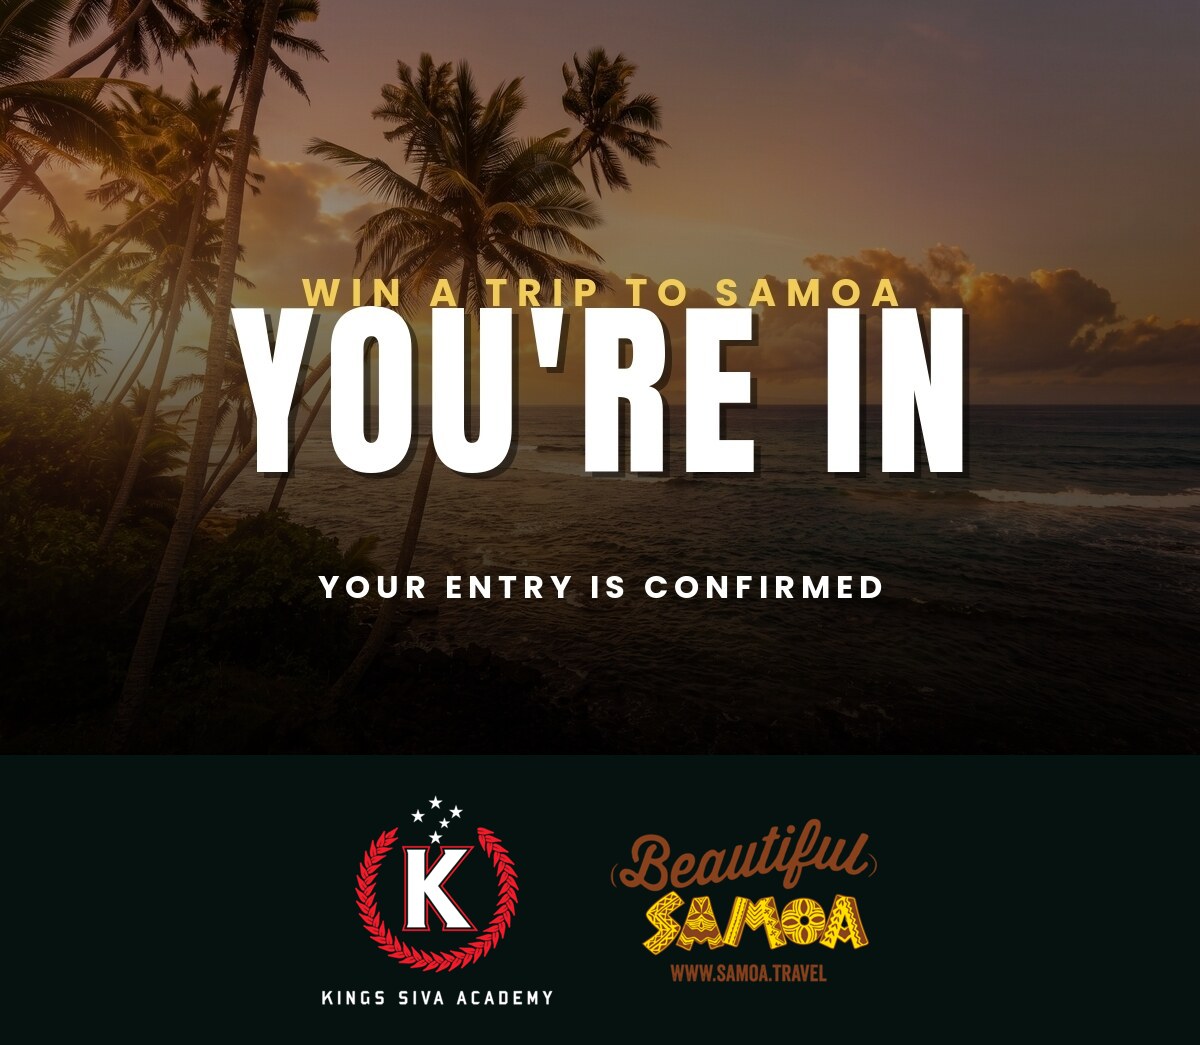 WIN A TRIP TO SAMOA
YOU'RE IN
YOUR ENTRY IS CONFIRMED
K
KINGS SIVA ACADEMY
Beautiful
SAMOA
WWW.SAMOA.TRAVEL